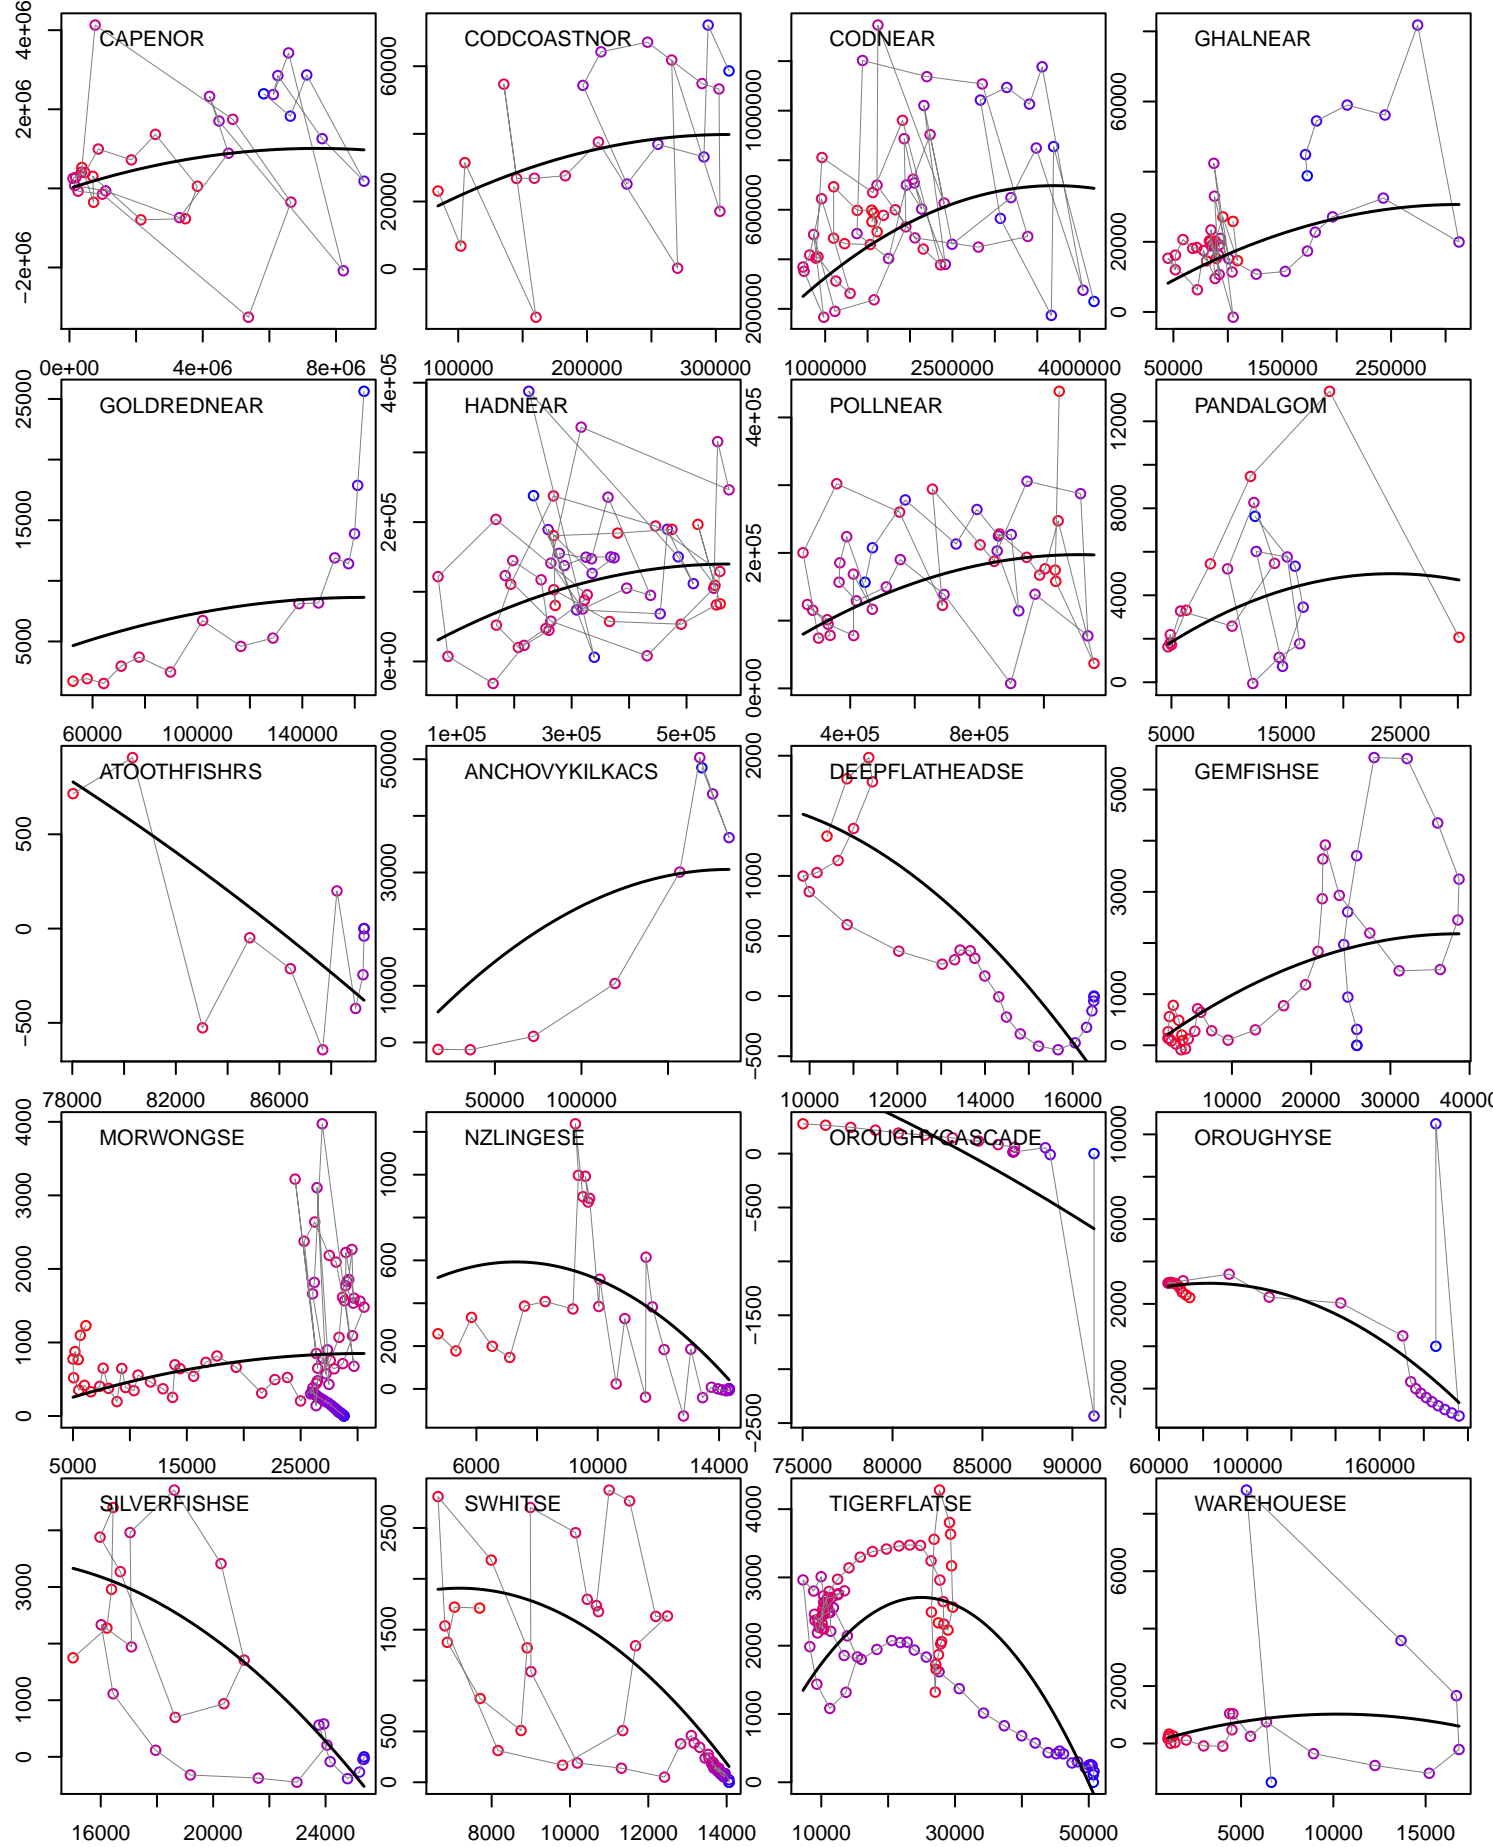 CAPENOR
CODCOASTNOR
CODNEAR
GHALNEAR
−2e+06 2e+06 4e+06
0 20000 60000
200000 600000 1000000
0 20000 60000
0e+00 4e+06 8e+06
100000 200000 300000
1000000 2500000 4000000
50000 150000 250000
GOLDREDNEAR
HADNEAR
POLLNEAR
PANDALGOM
5000 15000 25000
0e+00 2e+05 4e+05
0e+00 2e+05 4e+05
0 4000 8000 12000
60000 100000 140000
1e+05 3e+05 5e+05
4e+05 8e+05
5000 15000 25000
ATOOTHFISHRS
ANCHOVYKILKACS
DEEPFLATHEADSE
GEMFISHSE
−500 0 500
0 10000 30000 50000
−500 0 500 1000 2000
0 1000 3000 5000
78000 82000 86000
50000 100000
10000 12000 14000 16000
10000 20000 30000 40000
MORWONGSE
NZLINGESE
OROUGHYCASCADE
OROUGHYSE
0 1000 2000 3000 4000
0 200 600 1000
−2500 −1500 −500 0
−2000 2000 6000 10000
5000 15000 25000
6000 10000 14000
75000 80000 85000 90000
60000 100000 160000
SILVERFISHSE
SWHITSE
TIGERFLATSE
WAREHOUESE
0 1000 3000
0 500 1500 2500
0 1000 2000 3000 4000
0 2000 6000
16000 20000 24000
8000 10000 12000 14000
10000 30000 50000
5000 10000 15000